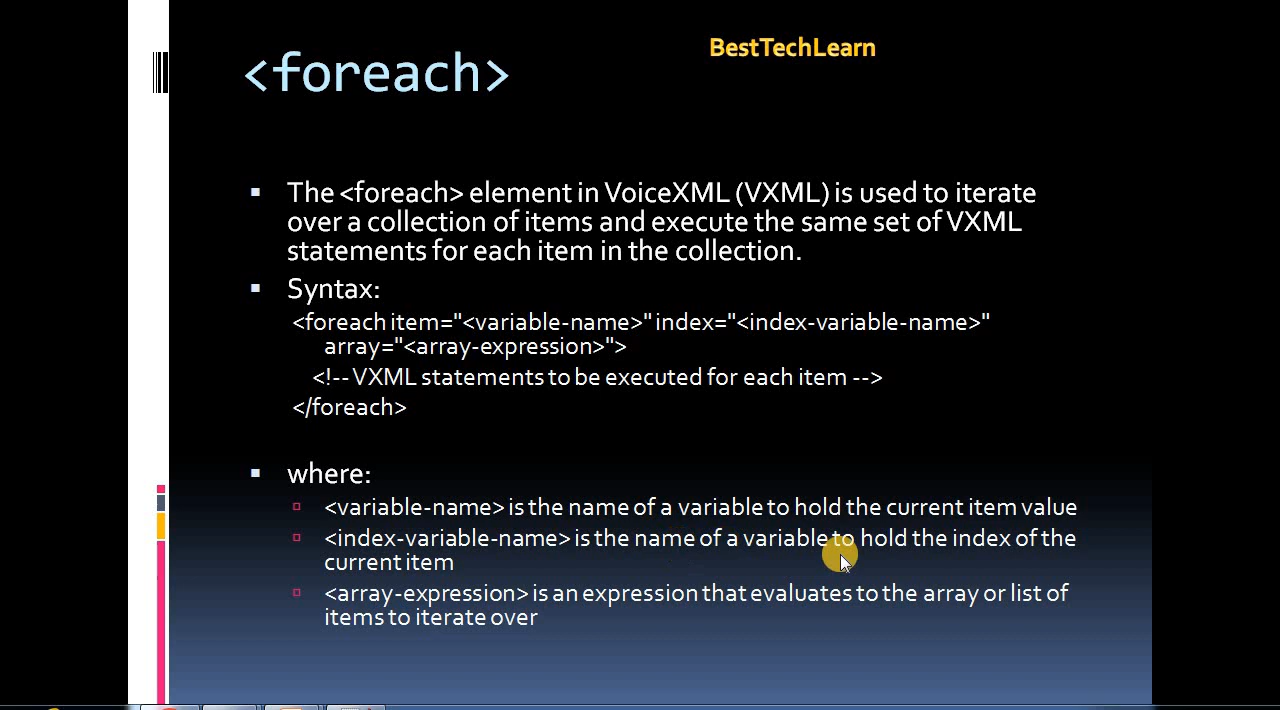 BestTechLearn
<foreach>
The <foreach> element in VoiceXML (VXML) is used to iterate
over a collection of items and execute the same set of VXML
statements for each item in the collection.
Syntax:
<foreach item="<variable-name>" index="<index-variable-name>"
array="<array-expression>">
<!-- VXML statements to be executed for each item -->
</foreach>
where:
<variable-name> is the name of a variable to hold the current item value
<index-variable-name> is the name of a variable to hold the index of the
current item
<array-expression> is an expression that evaluates to the array or list of
items to iterate over